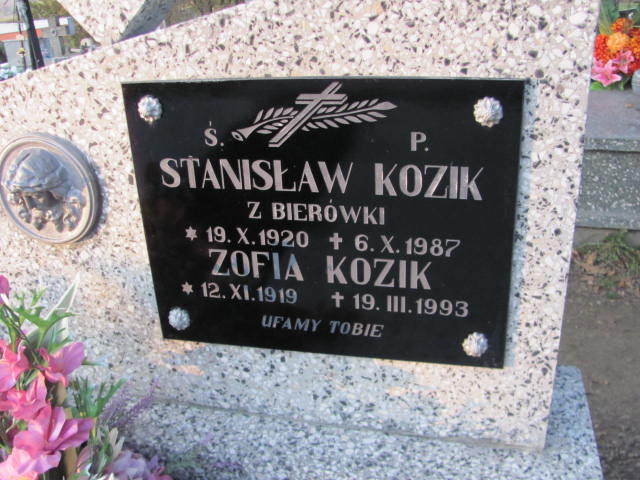 Ś. P.
STANISŁAW KOZIK
Z BIERÓWKI
* 19. X. 1920 ✝ 6. X. 1987
ZOFIA KOZIK
* 12. XI. 1919 ✝ 19. III. 1993
UFAMY TOBIE